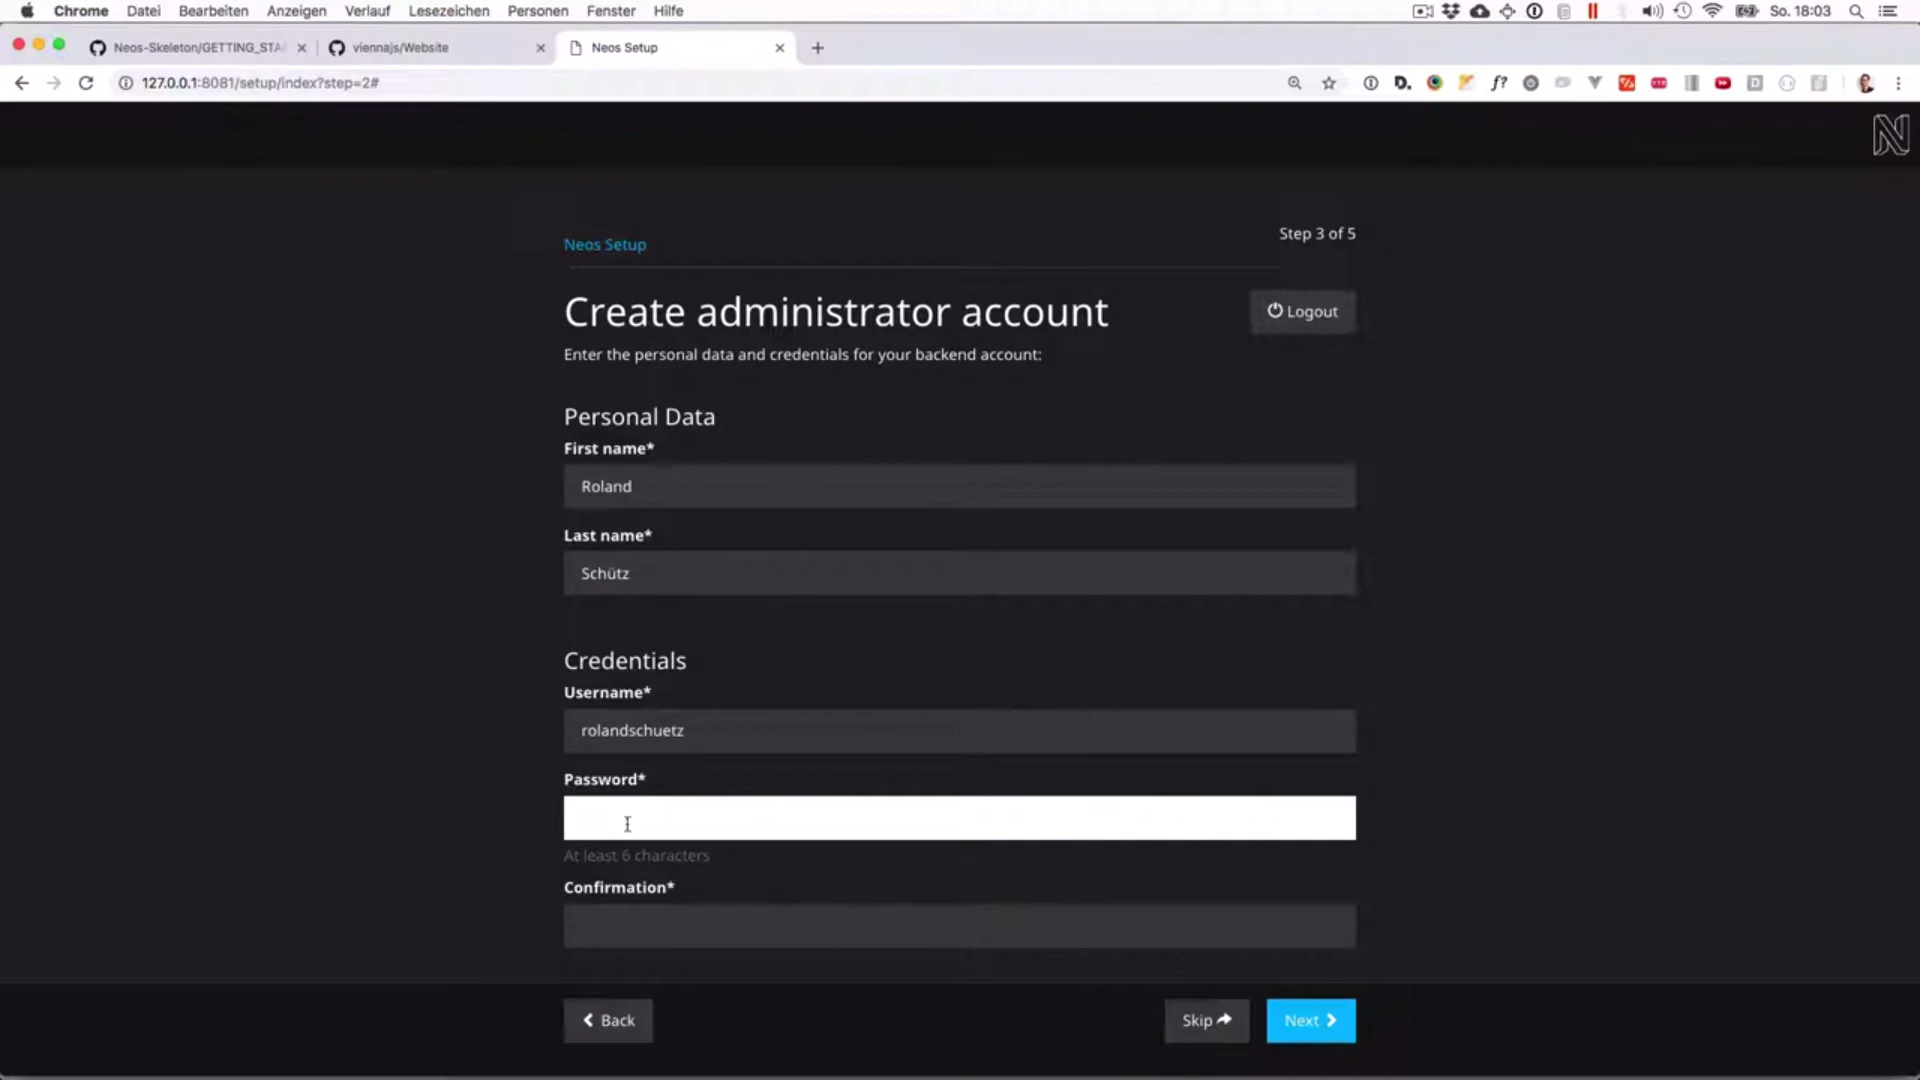 Chrome Datei Bearbeiten Anzeigen Verlauf Lesezeichen Personen Fenster Hilfe So. 18:03
Neos-Skeleton/GETTING_STA viennajs/Website Neos Setup
127.0.0.1:8081/setup/index?step=2#
Neos Setup
Step 3 of 5
Create administrator account
Logout
Enter the personal data and credentials for your backend account:
Personal Data
First name*
Roland
Last name*
Schütz
Credentials
Username*
rolandschuetz
Password*
At least 6 characters
Confirmation*
Back
Skip
Next